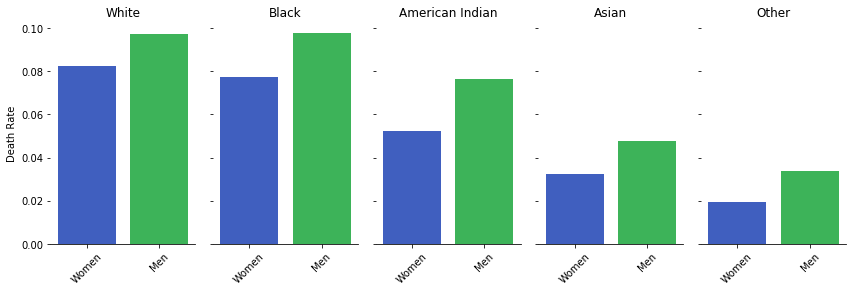 White Black American Indian Asian Other
Death Rate
0.10
0.08
0.06
0.04
0.02
0.00
Women Men Women Men Women Men Women Men Women Men